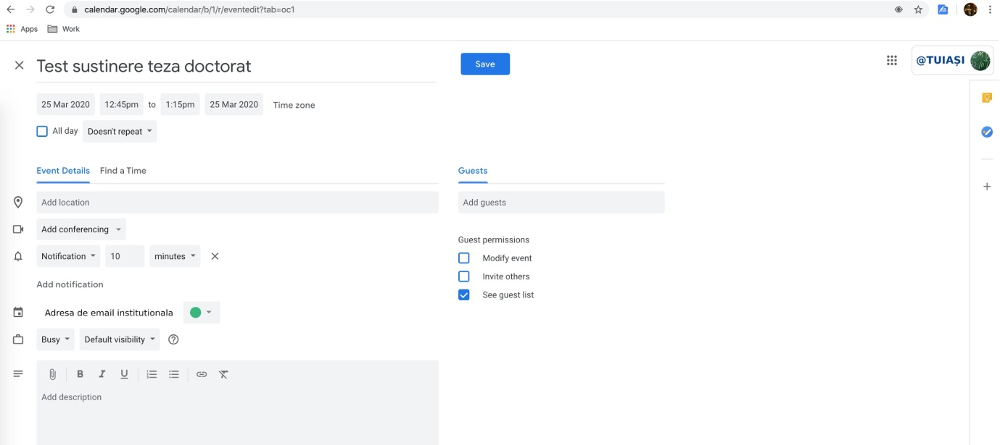 calendar.google.com/calendar/b/1/r/eventedit?tab=oc1
Apps Work
Test sustinere teza doctorat
Save
@TUIAȘI
25 Mar 2020 12:45pm to 1:15pm 25 Mar 2020 Time zone
All day Doesn't repeat
Event Details Find a Time
Guests
Add location
Add guests
Add conferencing
Guest permissions
Notification 10 minutes
Modify event
Invite others
Add notification
See guest list
Adresa de email institutionala
Busy Default visibility
B I U
Add description